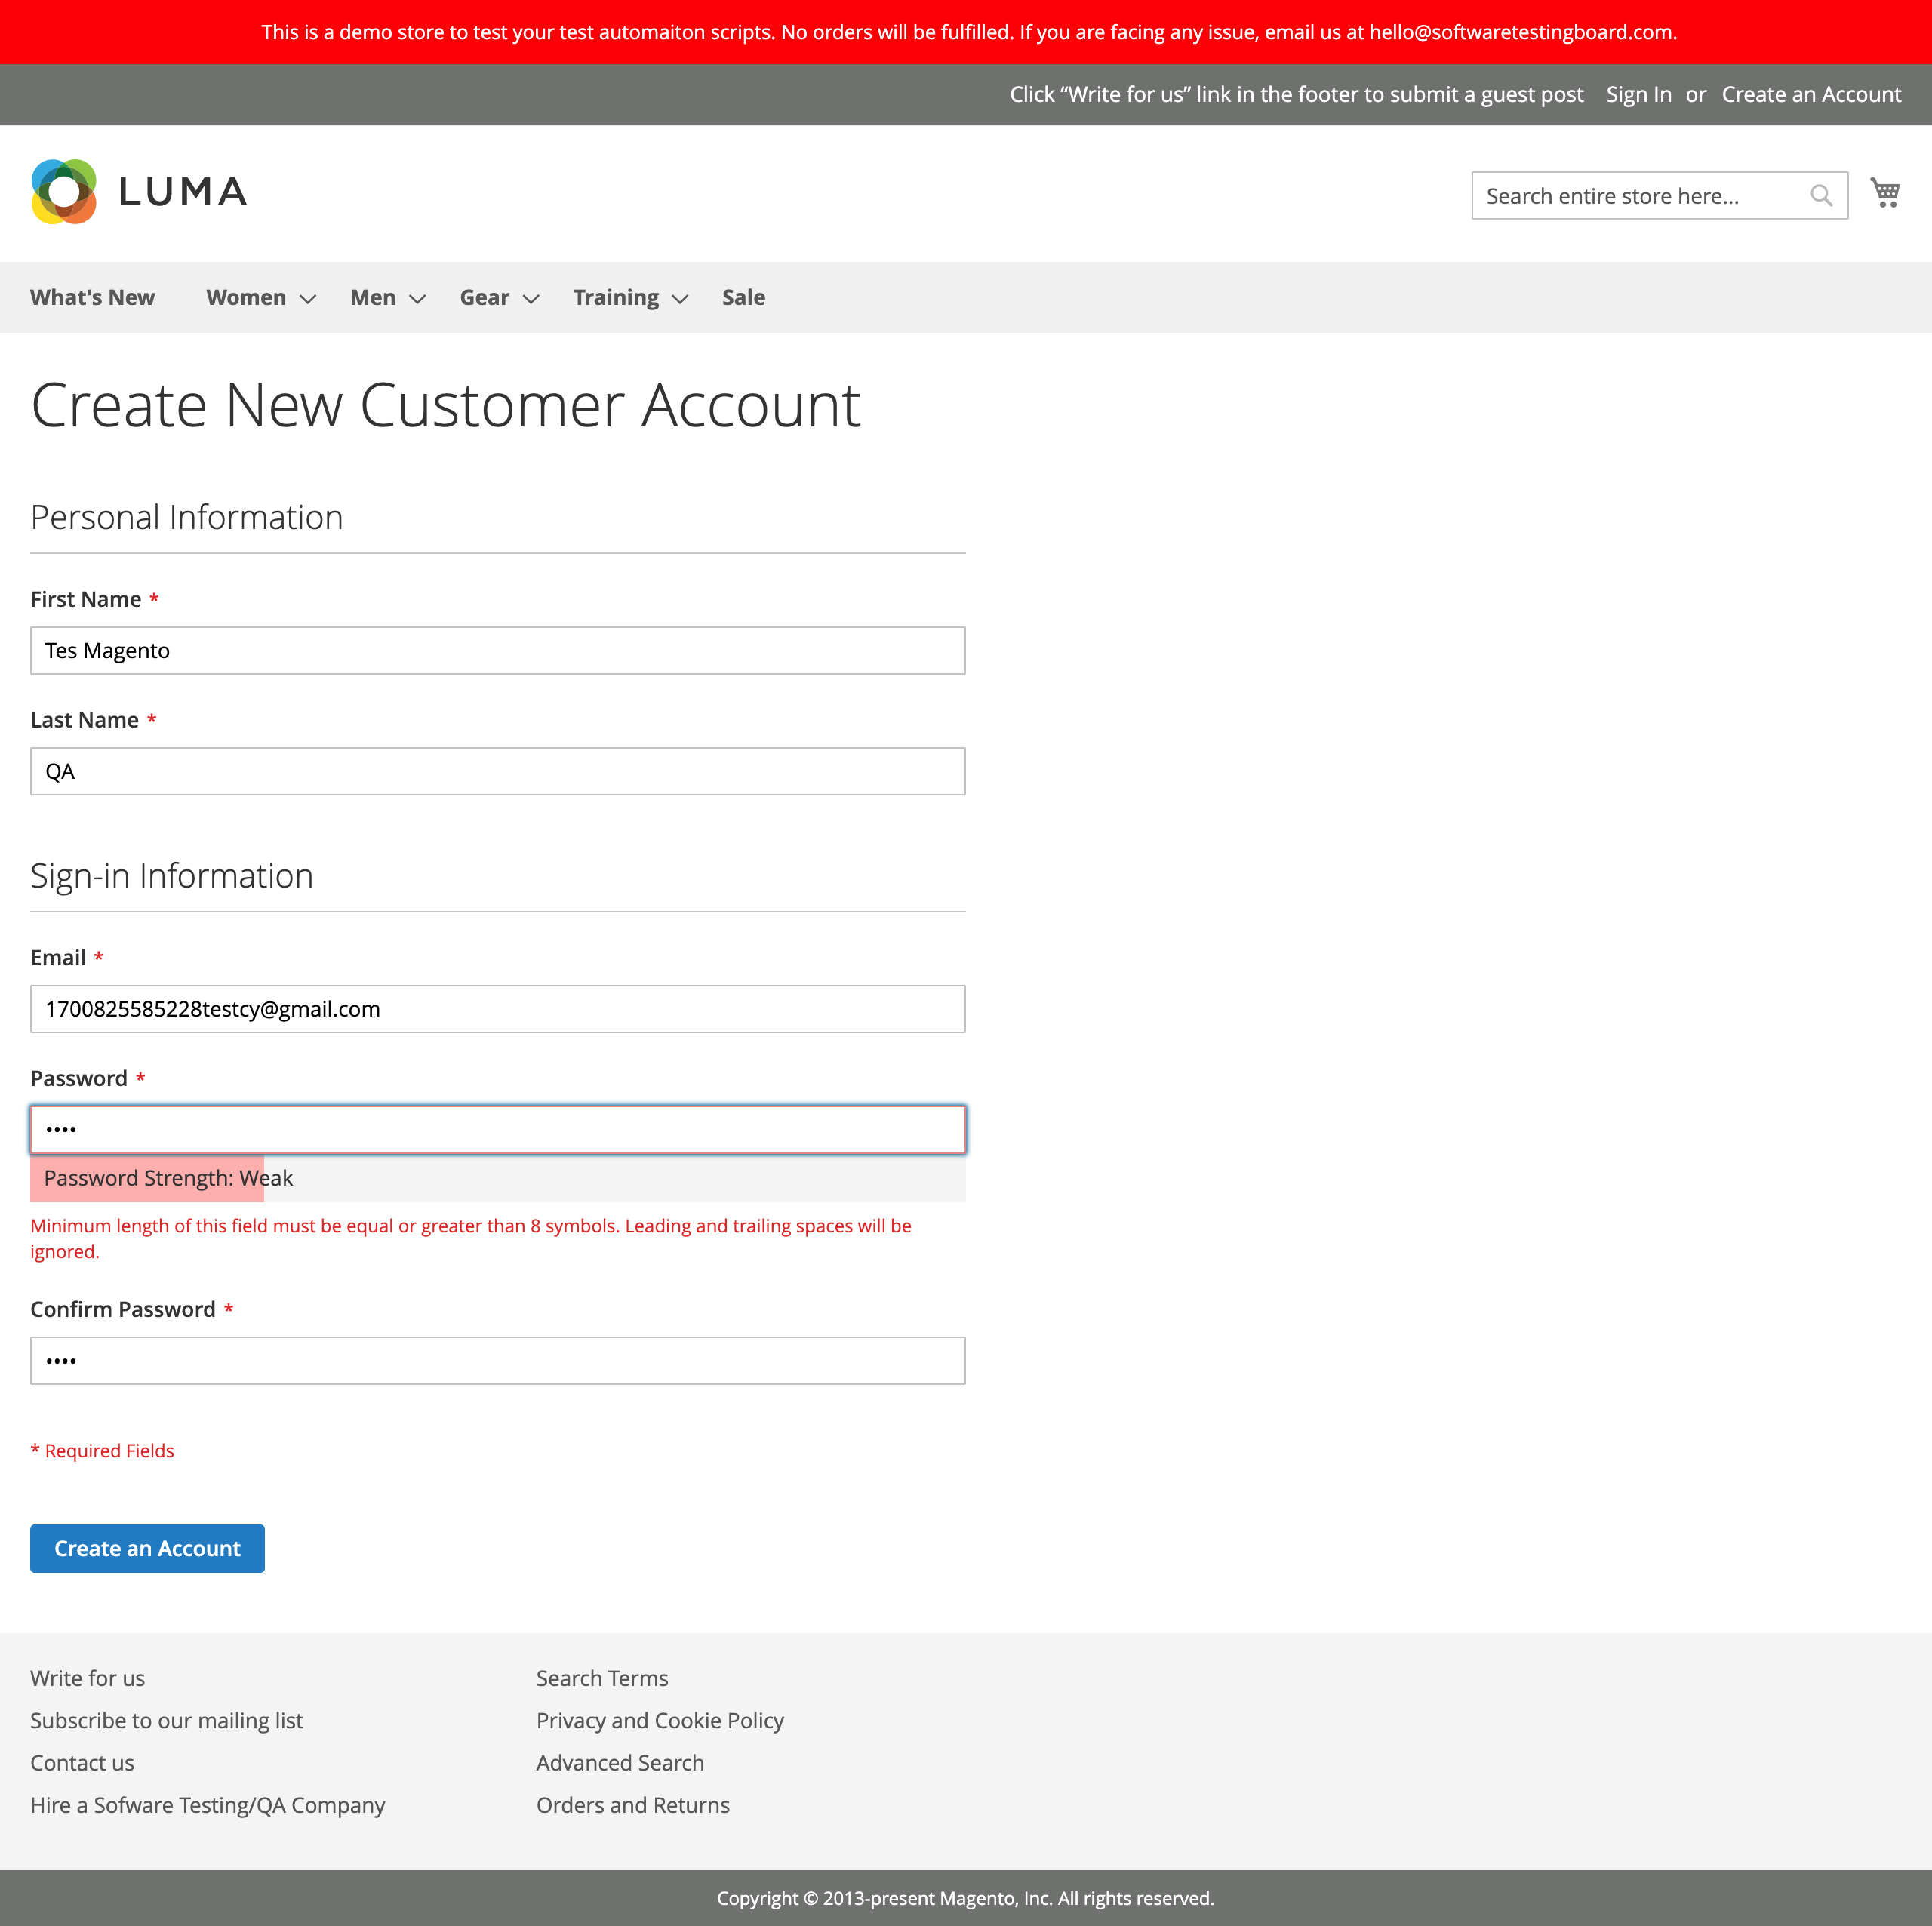 This is a demo store to test your test automaiton scripts. No orders will be fulfilled. If you are facing any issue, email us at hello@softwaretestingboard.com.
Click “Write for us” link in the footer to submit a guest post Sign In or Create an Account
LUMA
Search entire store here...
What's New Women Men Gear Training Sale
Create New Customer Account
Personal Information
First Name *
Tes Magento
Last Name *
QA
Sign-in Information
Email *
1700825585228testcy@gmail.com
Password *
••••
Password Strength: Weak
Minimum length of this field must be equal or greater than 8 symbols. Leading and trailing spaces will be
ignored.
Confirm Password *
••••
* Required Fields
Create an Account
Write for us
Subscribe to our mailing list
Contact us
Hire a Sofware Testing/QA Company
Search Terms
Privacy and Cookie Policy
Advanced Search
Orders and Returns
Copyright © 2013-present Magento, Inc. All rights reserved.